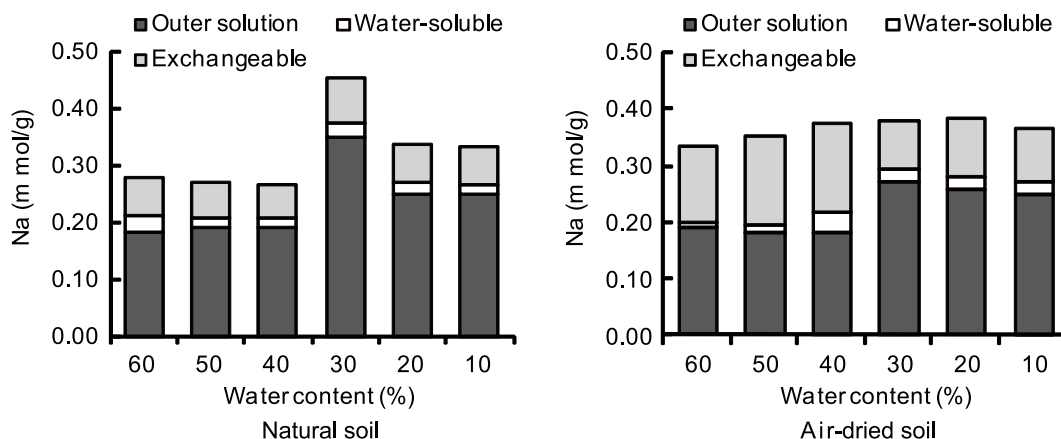 Outer solution Water-soluble
Exchangeable
0.50
0.40
0.30
0.20
0.10
0.00
Na (m mol/g)
60 50 40 30 20 10
Water content (%)
Natural soil
Outer solution Water-soluble
Exchangeable
0.50
0.40
0.30
0.20
0.10
0.00
Na (m mol/g)
60 50 40 30 20 10
Water content (%)
Air-dried soil